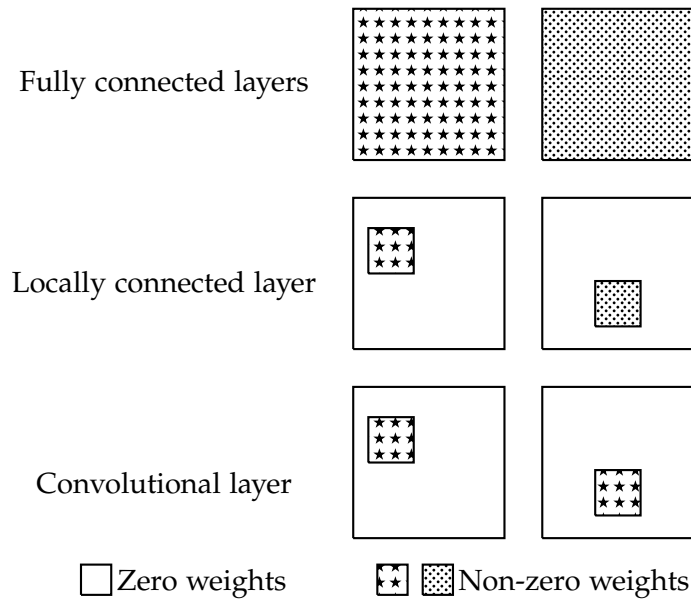 Fully connected layers
Locally connected layer
Convolutional layer
Zero weights Non-zero weights